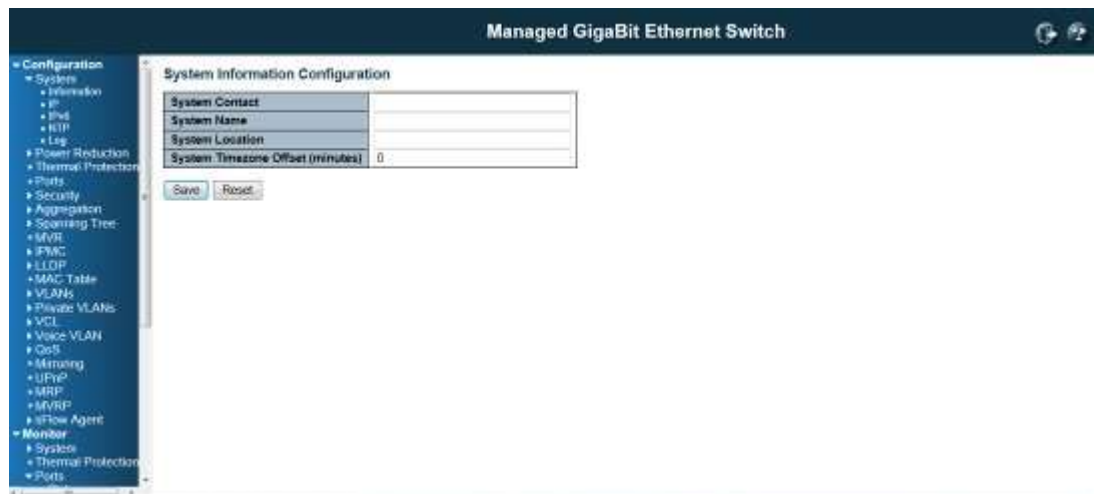 Managed GigaBit Ethernet Switch
Configuration
System
Information
IP
IPv6
NTP
Log
Power Reduction
Thermal Protection
Ports
Security
Aggregation
Spanning Tree
MVR
IPMC
LLDP
MAC Table
VLANs
Private VLANs
VCL
Voice VLAN
QoS
Mirroring
UPnP
MRP
MVRP
sFlow Agent
Monitor
System
Thermal Protection
Ports
System Information Configuration
System Contact
System Name
System Location
System Timezone Offset (minutes) 0
Save Reset